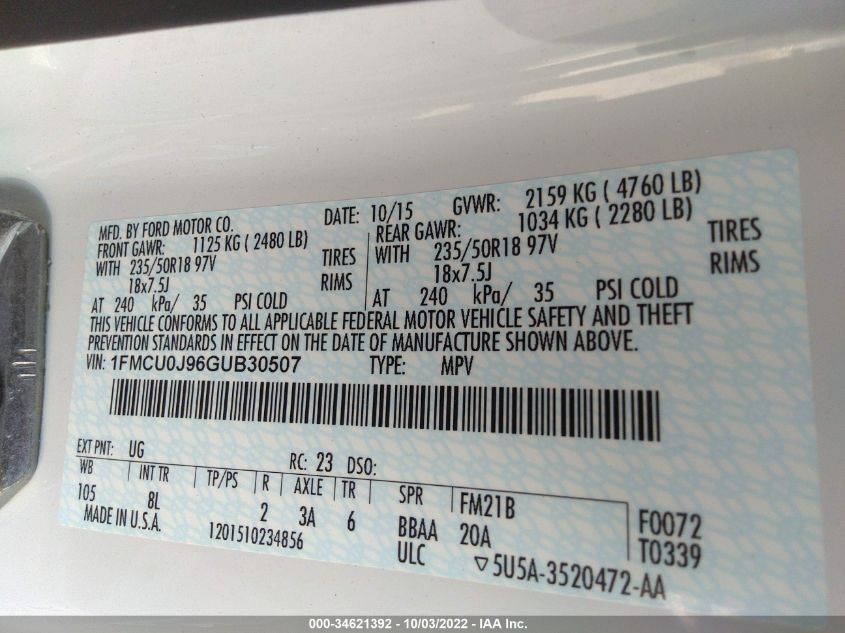 MFD. BY FORD MOTOR CO. DATE: 10/15 GVWR: 2159 KG ( 4760 LB)
FRONT GAWR: 1125 KG ( 2480 LB) REAR GAWR: 1034 KG ( 2280 LB)
WITH 235/50R18 97V TIRES WITH 235/50R18 97V TIRES
18x7.5J RIMS 18x7.5J RIMS
AT 240 kPa/ 35 PSI COLD AT 240 kPa/ 35 PSI COLD
THIS VEHICLE CONFORMS TO ALL APPLICABLE FEDERAL MOTOR VEHICLE SAFETY AND THEFT
PREVENTION STANDARDS IN EFFECT ON THE DATE OF MANUFACTURE SHOWN ABOVE.
VIN: 1FMCU0J96GUB30507 TYPE: MPV
EXT PNT: UG RC: 23 DSO:
WB INT TR TP/PS R AXLE TR SPR FM21B
105 8L 2 3A 6 BBAA 20A F0072
MADE IN U.S.A. 1201510234856 ULC T0339
▽5U5A-3520472-AA
000-34621392 - 10/03/2022 - IAA Inc.